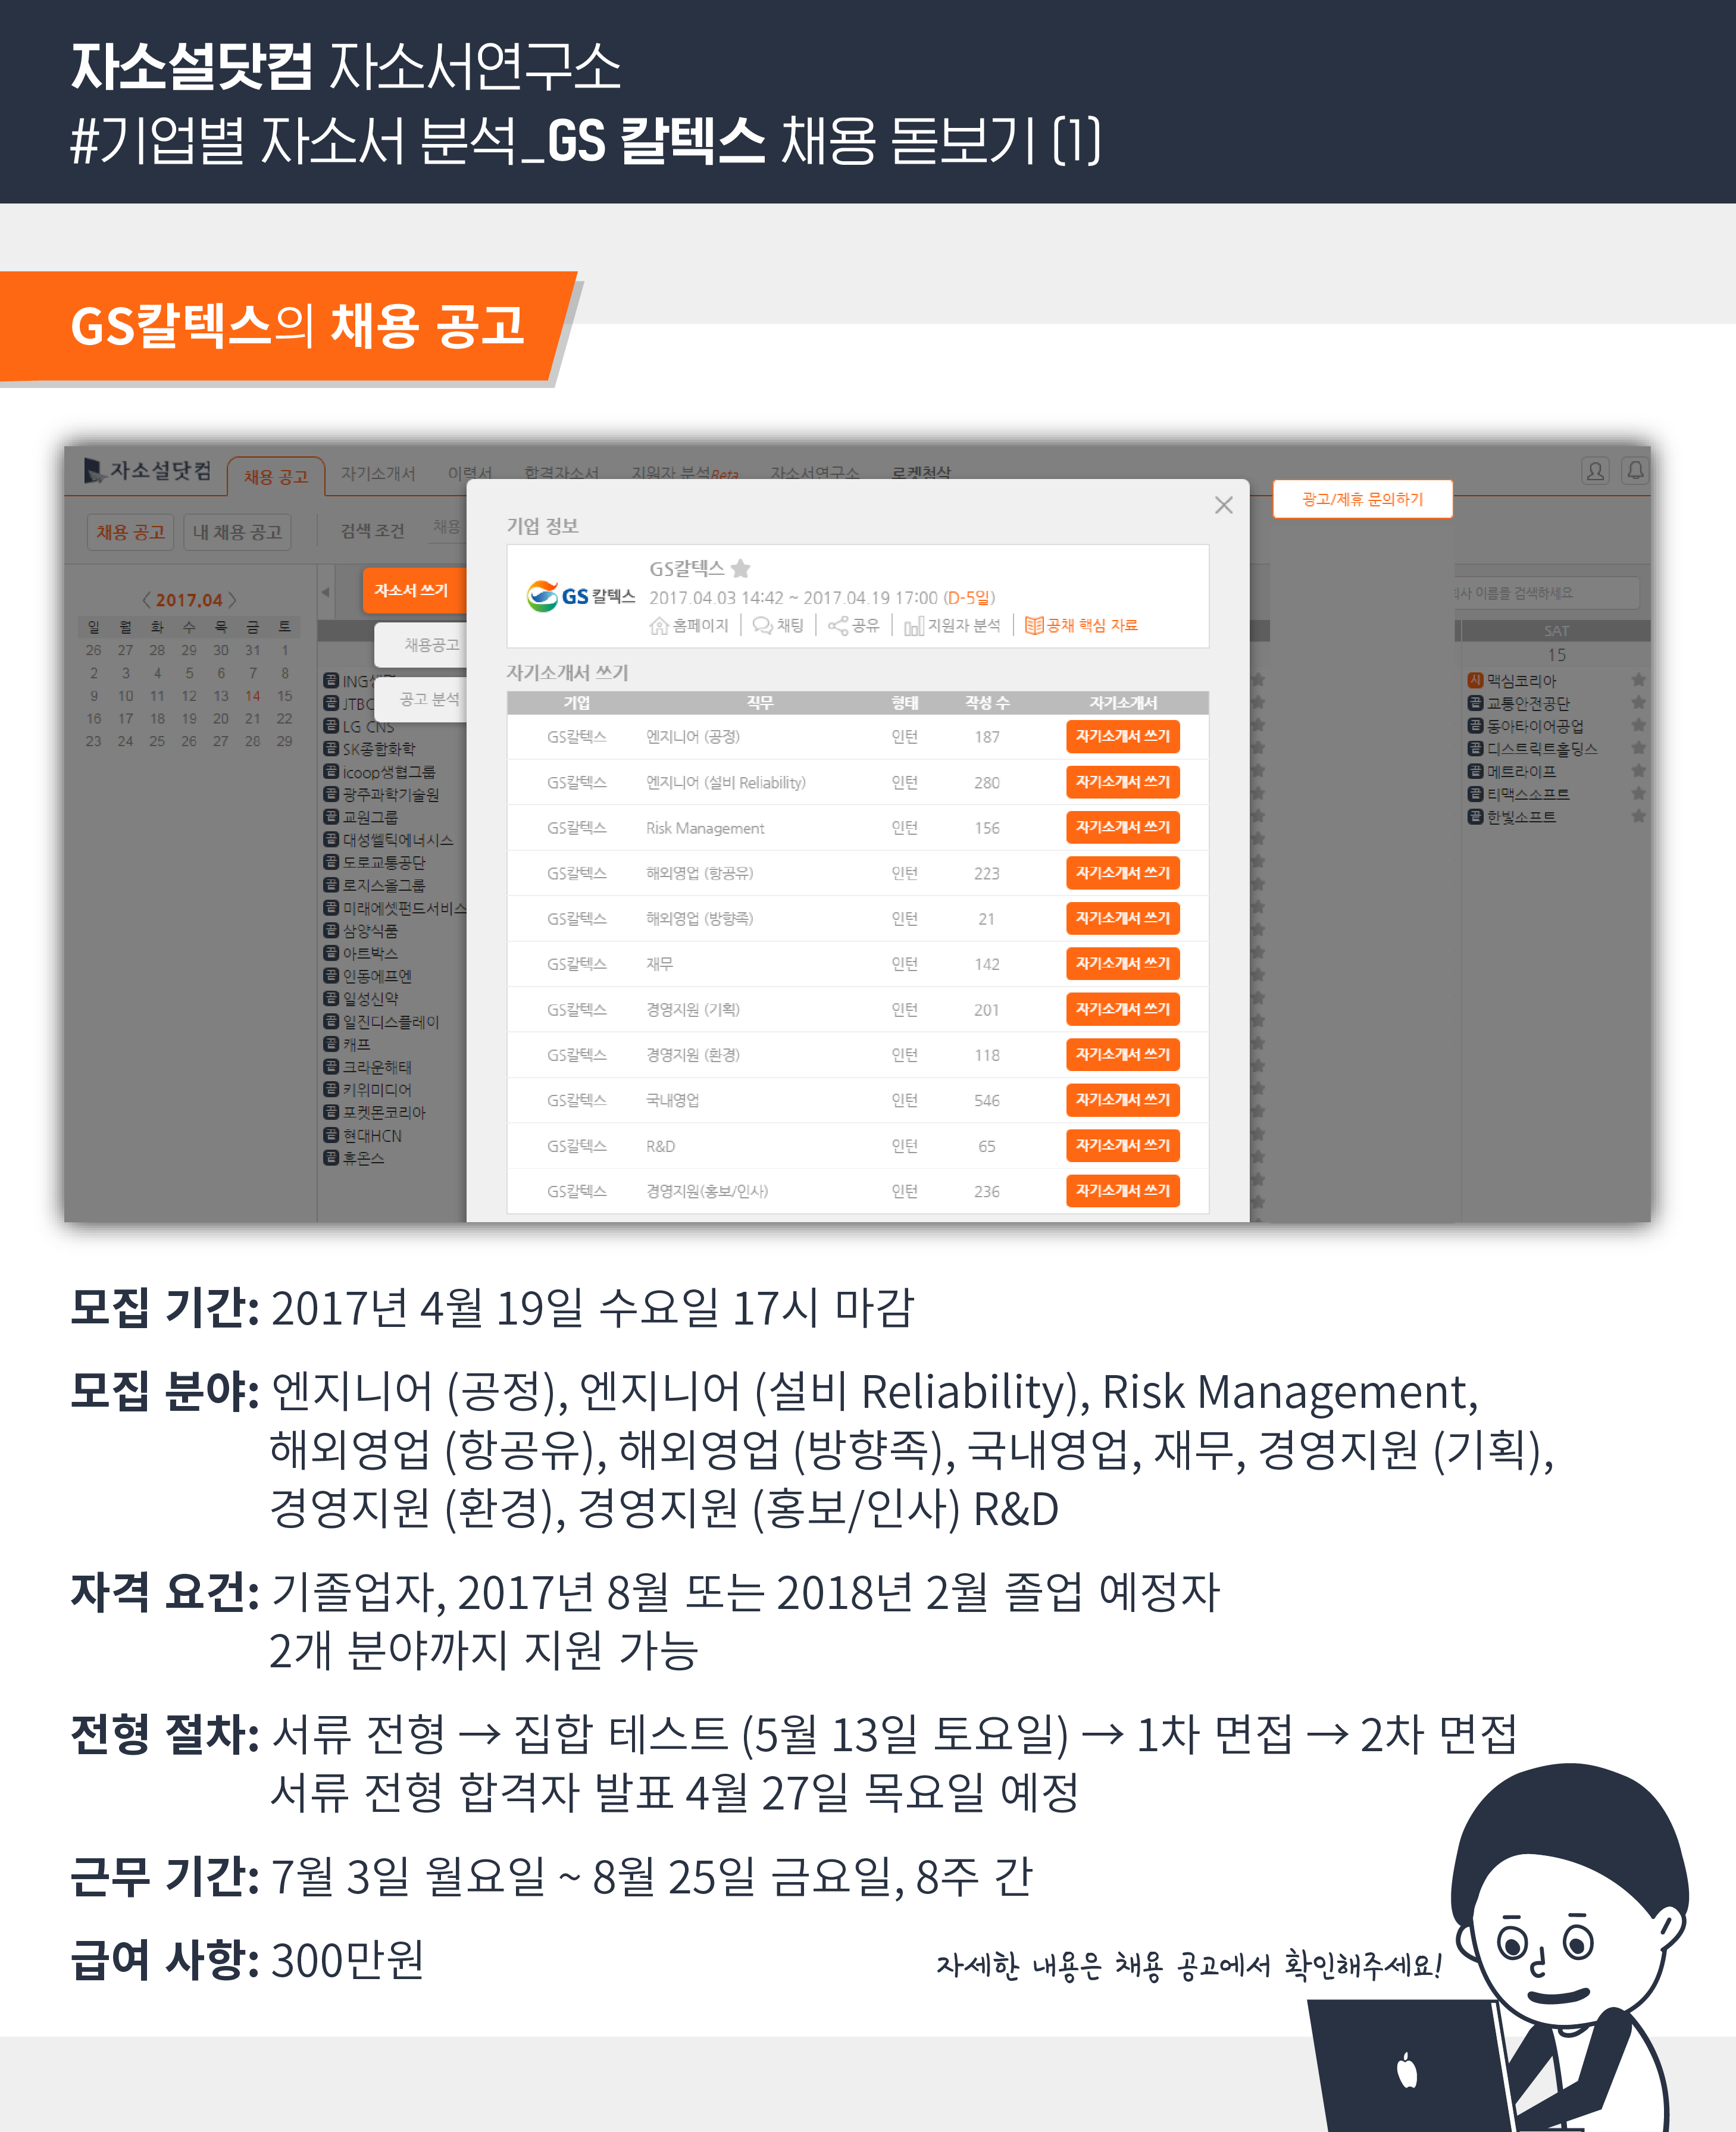 자소설닷컴 자소서연구소
#기업별 자소서 분석_GS 칼텍스 채용 돋보기 (1)
GS칼텍스의 채용 공고
자소설닷컴 채용 공고 자기소개서 이력서 합격자소서 지원자 분석Beta 자소서연구소 로켓첨삭
광고/제휴 문의하기
채용 공고 내 채용 공고 검색 조건 채용
2017.04
일 월 화 수 목 금 토
26 27 28 29 30 31 1
2 3 4 5 6 7 8
9 10 11 12 13 14 15
16 17 18 19 20 21 22
23 24 25 26 27 28 29
자소서 쓰기
채용공고
공고 분석
끝 ING생명
끝 JTBC
끝 LG CNS
끝 SK종합화학
끝 icoop생협그룹
끝 광주과학기술원
끝 교원그룹
끝 대성쎌틱에너시스
끝 도로교통공단
끝 로지스올그룹
끝 미래에셋펀드서비스
끝 삼양식품
끝 아트박스
끝 인동에프엔
끝 일성신약
끝 일진디스플레이
끝 캐프
끝 크라운해태
끝 키위미디어
끝 포켓몬코리아
끝 현대HCN
끝 휴온스
기업 정보
GS칼텍스
GS 칼텍스
2017.04.03 14:42 ~ 2017.04.19 17:00 (D-5일)
홈페이지 채팅 공유 지원자 분석 공채 핵심 자료
자기소개서 쓰기
기업 직무 형태 작성 수 자기소개서
GS칼텍스 엔지니어 (공정) 인턴 187 자기소개서 쓰기
GS칼텍스 엔지니어 (설비 Reliability) 인턴 280 자기소개서 쓰기
GS칼텍스 Risk Management 인턴 156 자기소개서 쓰기
GS칼텍스 해외영업 (항공유) 인턴 223 자기소개서 쓰기
GS칼텍스 해외영업 (방향족) 인턴 21 자기소개서 쓰기
GS칼텍스 재무 인턴 142 자기소개서 쓰기
GS칼텍스 경영지원 (기획) 인턴 201 자기소개서 쓰기
GS칼텍스 경영지원 (환경) 인턴 118 자기소개서 쓰기
GS칼텍스 국내영업 인턴 546 자기소개서 쓰기
GS칼텍스 R&D 인턴 65 자기소개서 쓰기
GS칼텍스 경영지원(홍보/인사) 인턴 236 자기소개서 쓰기
이름을 검색하세요
SAT
15
시 맥심코리아
끝 교통안전공단
끝 동아타이어공업
끝 디스트릭트홀딩스
끝 메트라이프
끝 티맥스소프트
끝 한빛소프트
모집 기간: 2017년 4월 19일 수요일 17시 마감
모집 분야: 엔지니어 (공정), 엔지니어 (설비 Reliability), Risk Management,
해외영업 (항공유), 해외영업 (방향족), 국내영업, 재무, 경영지원 (기획),
경영지원 (환경), 경영지원 (홍보/인사) R&D
자격 요건: 기졸업자, 2017년 8월 또는 2018년 2월 졸업 예정자
2개 분야까지 지원 가능
전형 절차: 서류 전형 → 집합 테스트 (5월 13일 토요일) → 1차 면접 → 2차 면접
서류 전형 합격자 발표 4월 27일 목요일 예정
근무 기간: 7월 3일 월요일 ~ 8월 25일 금요일, 8주 간
급여 사항: 300만원
자세한 내용은 채용 공고에서 확인해주세요!